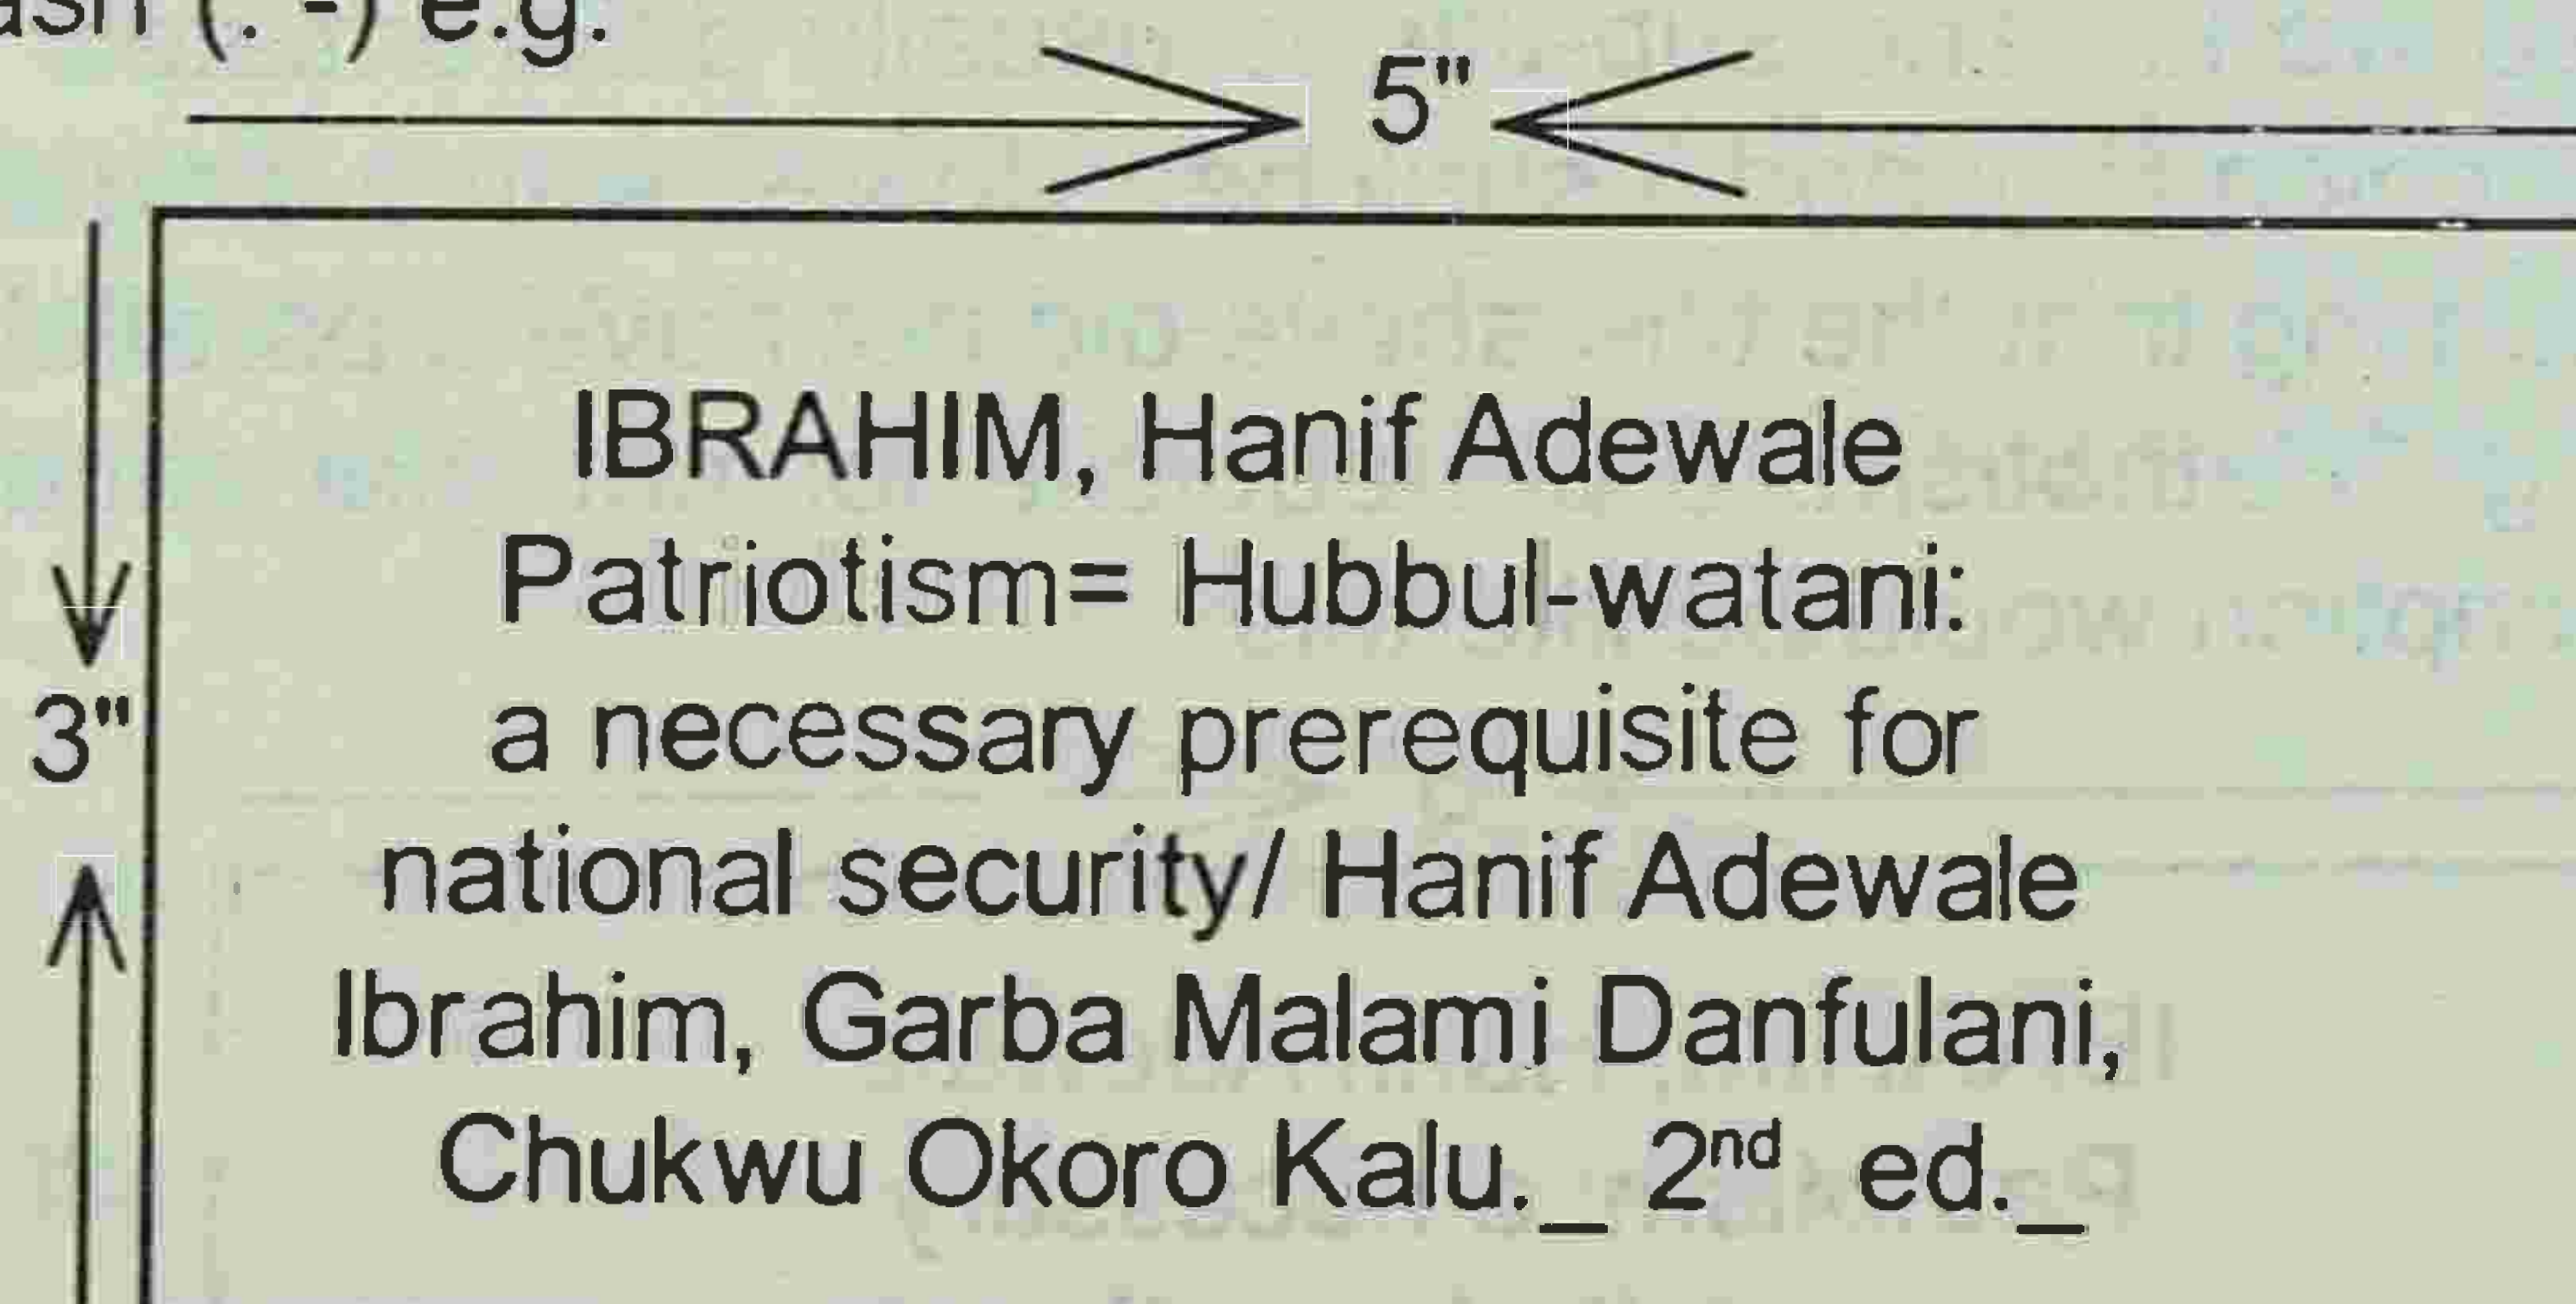 (. -) e.g.
5"
IBRAHIM, Hanif Adewale
Patriotism= Hubbul-watani:
a necessary prerequisite for
3"
national security/ Hanif Adewale
Ibrahim, Garba Malami Danfulani,
Chukwu Okoro Kalu._ 2nd ed._